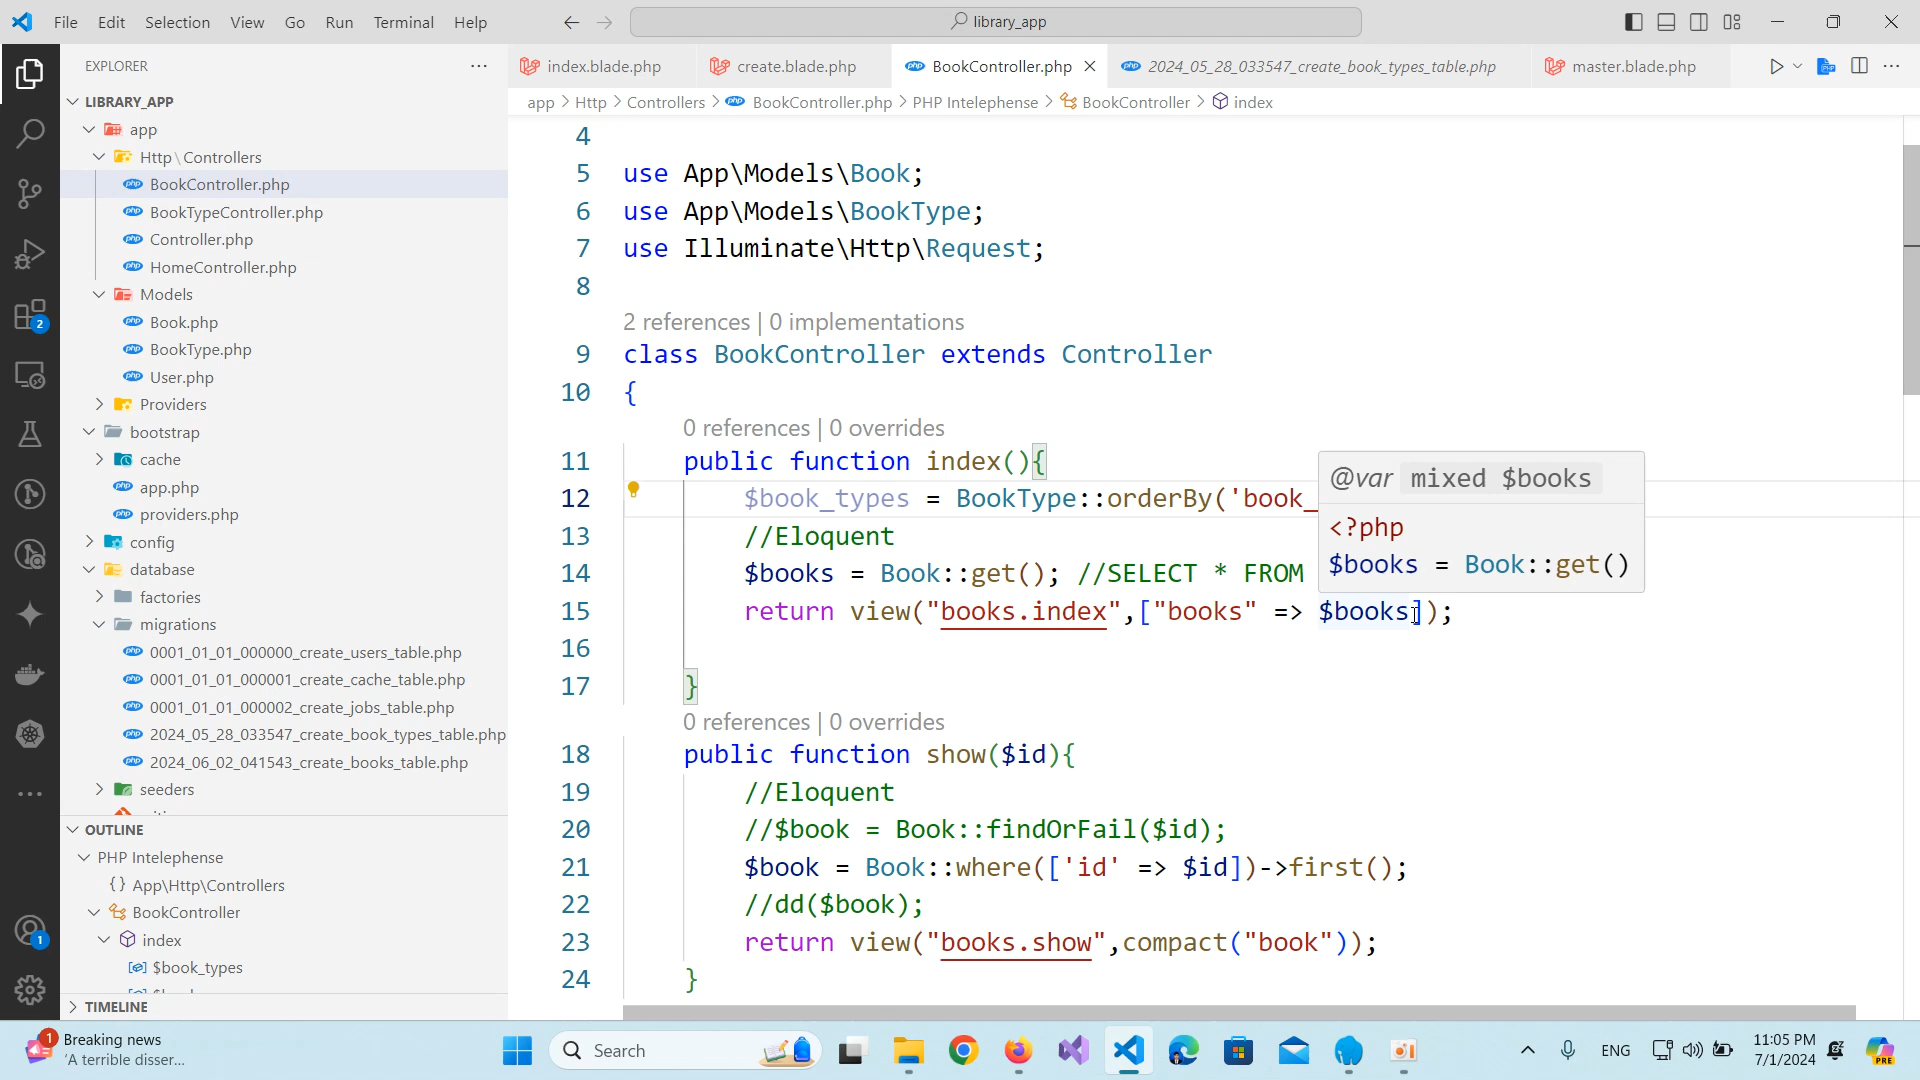 File Edit Selection View Go Run Terminal Help
library_app
EXPLORER
LIBRARY_APP
app
Http\Controllers
BookController.php
BookTypeController.php
Controller.php
HomeController.php
Models
Book.php
BookType.php
User.php
Providers
bootstrap
cache
app.php
providers.php
config
database
factories
migrations
0001_01_01_000000_create_users_table.php
0001_01_01_000001_create_cache_table.php
0001_01_01_000002_create_jobs_table.php
2024_05_28_033547_create_book_types_table.php
2024_06_02_041543_create_books_table.php
seeders
OUTLINE
PHP Intelephense
{} App\Http\Controllers
BookController
index
$book_types
TIMELINE
2
1
index.blade.php create.blade.php BookController.php 2024_05_28_033547_create_book_types_table.php master.blade.php
app > Http > Controllers > BookController.php > PHP Intelephense > BookController > index
4
5 use App\Models\Book;
6 use App\Models\BookType;
7 use Illuminate\Http\Request;
8
2 references | 0 implementations
9 class BookController extends Controller
10 {
0 references | 0 overrides
11 public function index(){
12 $book_types = BookType::orderBy('book_
13 //Eloquent
14 $books = Book::get(); //SELECT * FROM
15 return view("books.index",["books" => $books]);
16
17 }
0 references | 0 overrides
18 public function show($id){
19 //Eloquent
20 //$book = Book::findOrFail($id);
21 $book = Book::where(['id' => $id])->first();
22 //dd($book);
23 return view("books.show",compact("book"));
24 }
@var mixed $books
<?php
$books = Book::get()
1
Breaking news
'A terrible disser...
Search
ENG
11:05 PM
7/1/2024
PRE